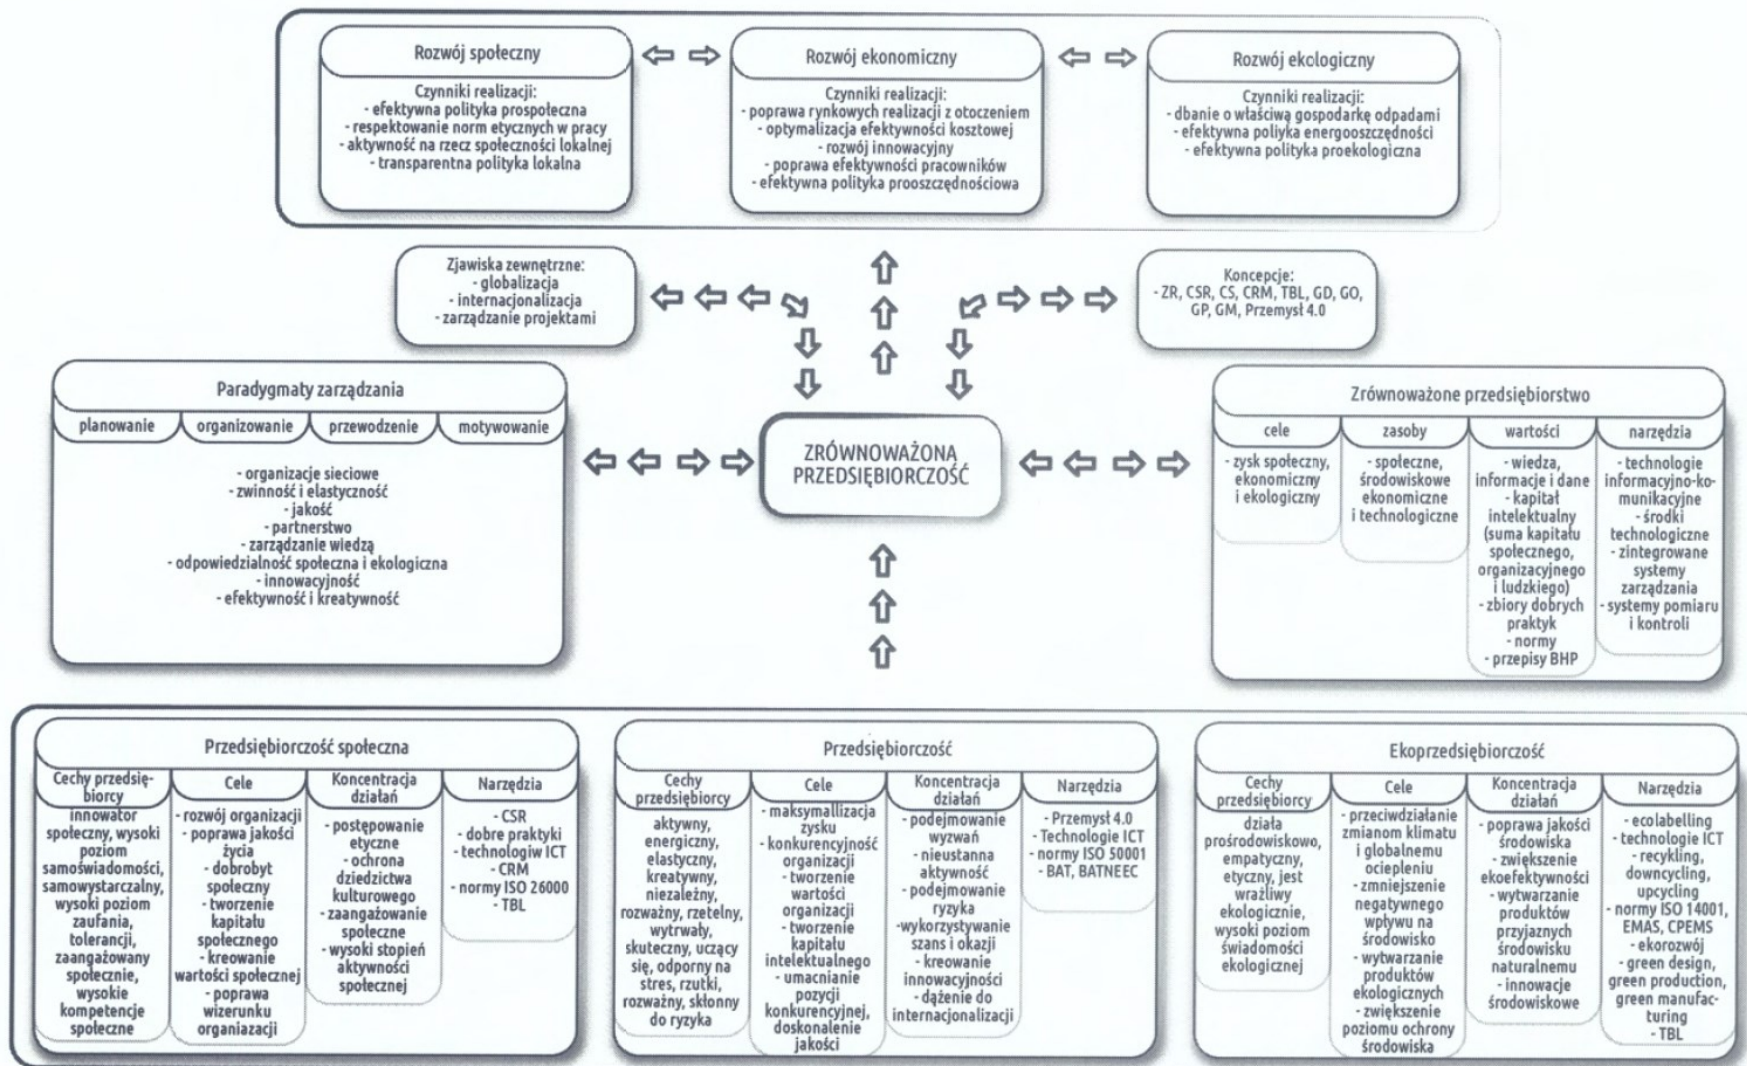 Rozwój społeczny
Czynniki realizacji:
- efektywna polityka prospołeczna
- respektowanie norm etycznych w pracy
- aktywność na rzecz społeczności lokalnej
- transparentna polityka lokalna
Rozwój ekonomiczny
Czynniki realizacji:
- poprawa rynkowych realizacji z otoczeniem
- optymalizacja efektywności kosztowej
- rozwój innowacyjny
- poprawa efektywności pracowników
- efektywna polityka prooszczędnościowa
Rozwój ekologiczny
Czynniki realizacji:
- dbanie o właściwą gospodarkę odpadami
- efektywna poliyka energooszczędności
- efektywna polityka proekologiczna
Zjawiska zewnętrzne:
- globalizacja
- internacjonalizacja
- zarządzanie projektami
Koncepcje:
- ZR, CSR, CS, CRM, TBL, GD, GO,
GP, GM, Przemysł 4.0
Paradygmaty zarządzania
planowanie
organizowanie
przewodzenie
motywowanie
- organizacje sieciowe
- zwinność i elastyczność
- jakość
- partnerstwo
- zarządzanie wiedzą
- odpowiedzialność społeczna i ekologiczna
- innowacyjność
- efektywność i kreatywność
ZRÓWNOWAŻONA
PRZEDSIĘBIORCZOŚĆ
Zrównoważone przedsiębiorstwo
cele
- zysk społeczny,
ekonomiczny
i ekologiczny
zasoby
- społeczne,
środowiskowe
ekonomiczne
i technologiczne
wartości
- wiedza,
informacje i dane
- kapitał
intelektualny
(suma kapitału
społecznego,
organizacyjnego
i ludzkiego)
- zbiory dobrych
praktyk
- normy
- przepisy BHP
narzędzia
- technologie
informacyjno-ko-
munikacyjne
- środki
technologiczne
- zintegrowane
systemy
zarządzania
- systemy pomiaru
i kontroli
Przedsiębiorczość społeczna
Cechy przedsię-
biorcy
innowator
społeczny, wysoki
poziom
samoświadomości,
samowystarczalny,
wysoki poziom
zaufania,
tolerancji,
zaangażowany
społecznie,
wysokie
kompetencje
społeczne
Cele
- rozwój organizacji
- poprawa jakości
życia
- dobrobyt
społeczny
- tworzenie
kapitału
społecznego
- kreowanie
wartości społecznej
- poprawa
wizerunku
organiazacji
Koncentracja
działań
- postępowanie
etyczne
- ochrona
dziedzictwa
kulturowego
- zaangażowanie
społeczne
- wysoki stopień
aktywności
społecznej
Narzędzia
- CSR
- dobre praktyki
- technologiw ICT
- CRM
- normy ISO 26000
- TBL
Przedsiębiorczość
Cechy
przedsiębiorcy
aktywny,
energiczny,
elastyczny,
kreatywny,
niezależny,
rozważny, rzetelny,
wytrwały,
skuteczny, uczący
się, odporny na
stres, rzutki,
rozważny, skłonny
do ryzyka
Cele
- maksymallizacja
zysku
- konkurencyjność
organizacji
- tworzenie
wartości
organizacji
- tworzenie
kapitału
intelektualnego
- umacnianie
pozycji
konkurencyjnej,
doskonalenie
jakości
Koncentracja
działań
- podejmowanie
wyzwań
- nieustanna
aktywność
- podejmowanie
ryzyka
-wykorzystywanie
szans i okazji
- kreowanie
innowacyjności
- dążenie do
internacjonalizacji
Narzędzia
- Przemysł 4.0
- Technologie ICT
- normy ISO 50001
- BAT, BATNEEC
Ekoprzedsiębiorczość
Cechy
przedsiębiorcy
działa
prośrodowiskowo,
empatyczny,
etyczny, jest
wrażliwy
ekologicznie,
wysoki poziom
świadomości
ekologicznej
Cele
- przeciwdziałanie
zmianom klimatu
i globalnemu
ociepleniu
- zmniejszenie
negatywnego
wpływu na
środowisko
- wytwarzanie
produktów
ekologicznych
- zwiększenie
poziomu ochrony
środowiska
Koncentracja
działań
- poprawa jakości
środowiska
- zwiększenie
ekoefektywności
- wytwarzanie
produktów
przyjaznych
środowisku
naturalnemu
- innowacje
środowiskowe
Narzędzia
- ecolabelling
- technologie ICT
- recykling,
downcycling,
upcycling
- normy ISO 14001,
EMAS, CPEMS
- ekorozwój
- green design,
green production,
green manufac-
turing
- TBL